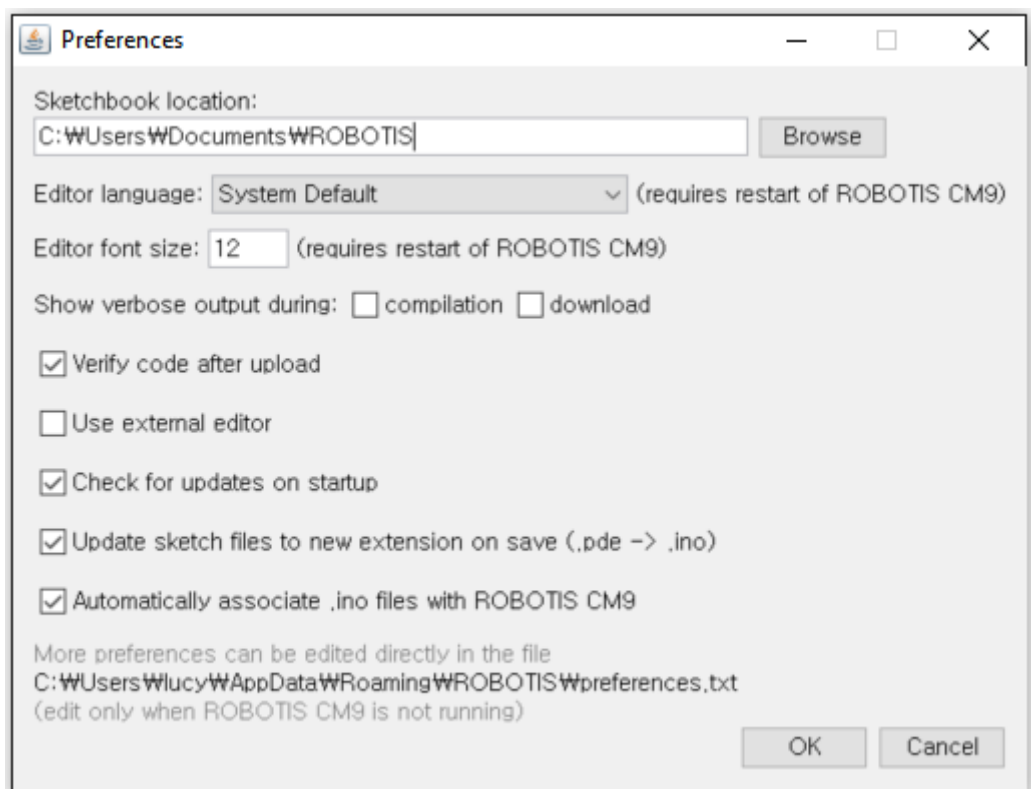 Preferences
Sketchbook location:
C:₩Users₩Documents₩ROBOTIS
Browse
Editor language: System Default (requires restart of ROBOTIS CM9)
Editor font size: 12 (requires restart of ROBOTIS CM9)
Show verbose output during: compilation download
Verify code after upload
Use external editor
Check for updates on startup
Update sketch files to new extension on save (.pde -> .ino)
Automatically associate .ino files with ROBOTIS CM9
More preferences can be edited directly in the file
C:₩Users₩lucy₩AppData₩Roaming₩ROBOTIS₩preferences.txt
(edit only when ROBOTIS CM9 is not running)
OK Cancel